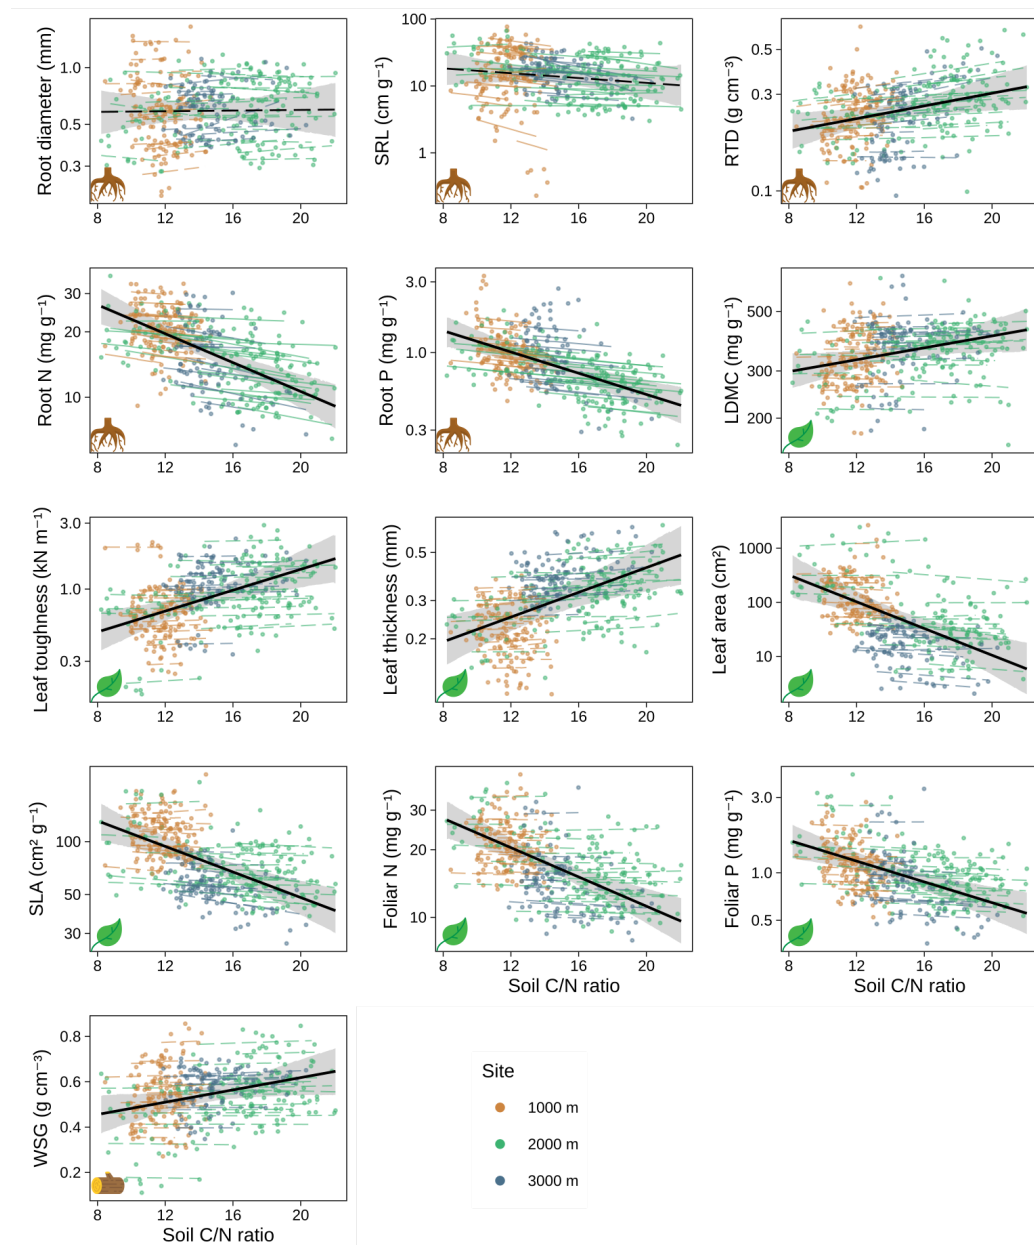 Root diameter (mm)
1.0
0.5
0.3
8 12 16 20
SRL (cm g⁻¹)
100
10
1
8 12 16 20
RTD (g cm⁻³)
0.5
0.3
0.1
8 12 16 20
Root N (mg g⁻¹)
30
20
10
8 12 16 20
Root P (mg g⁻¹)
3.0
1.0
0.3
8 12 16 20
LDMC (mg g⁻¹)
500
300
200
8 12 16 20
Leaf toughness (kN m⁻¹)
3.0
1.0
0.3
8 12 16 20
Leaf thickness (mm)
0.5
0.3
0.2
8 12 16 20
Leaf area (cm²)
1000
100
10
8 12 16 20
SLA (cm² g⁻¹)
100
50
30
8 12 16 20
Foliar N (mg g⁻¹)
30
20
10
8 12 16 20
Soil C/N ratio
Foliar P (mg g⁻¹)
3.0
1.0
0.5
8 12 16 20
Soil C/N ratio
WSG (g cm⁻³)
0.8
0.6
0.4
0.2
8 12 16 20
Soil C/N ratio
Site
1000 m
2000 m
3000 m